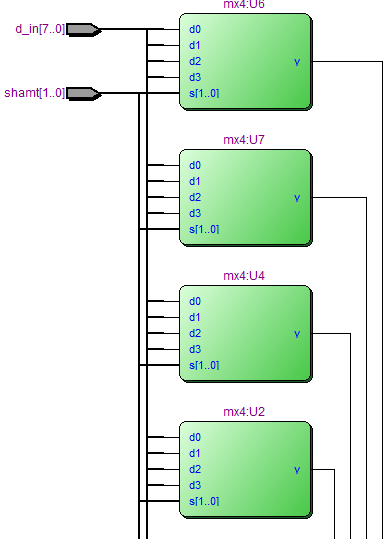 mx4:U6
d_in[7..0]
d0
d1
d2
y
d3
shamt[1..0]
s[1..0]
mx4:U7
d0
d1
d2
y
d3
s[1..0]
mx4:U4
d0
d1
d2
y
d3
s[1..0]
mx4:U2
d0
d1
d2
y
d3
s[1..0]